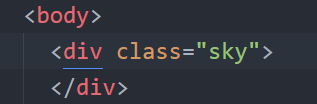 <body>
<div class="sky">
</div>